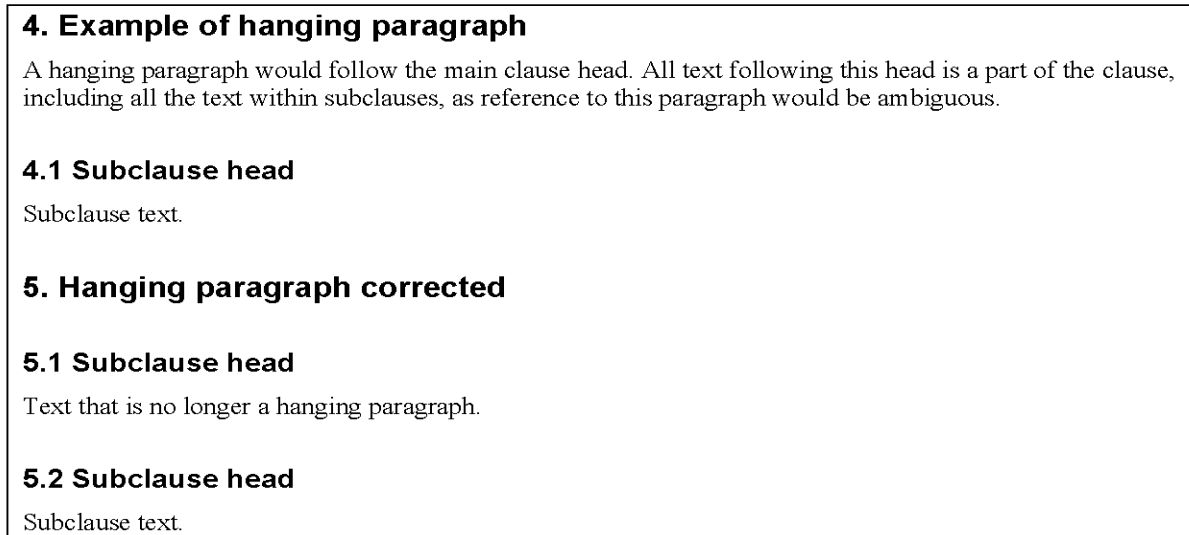 4. Example of hanging paragraph
A hanging paragraph would follow the main clause head. All text following this head is a part of the clause,
including all the text within subclauses, as reference to this paragraph would be ambiguous.
4.1 Subclause head
Subclause text.
5. Hanging paragraph corrected
5.1 Subclause head
Text that is no longer a hanging paragraph.
5.2 Subclause head
Subclause text.